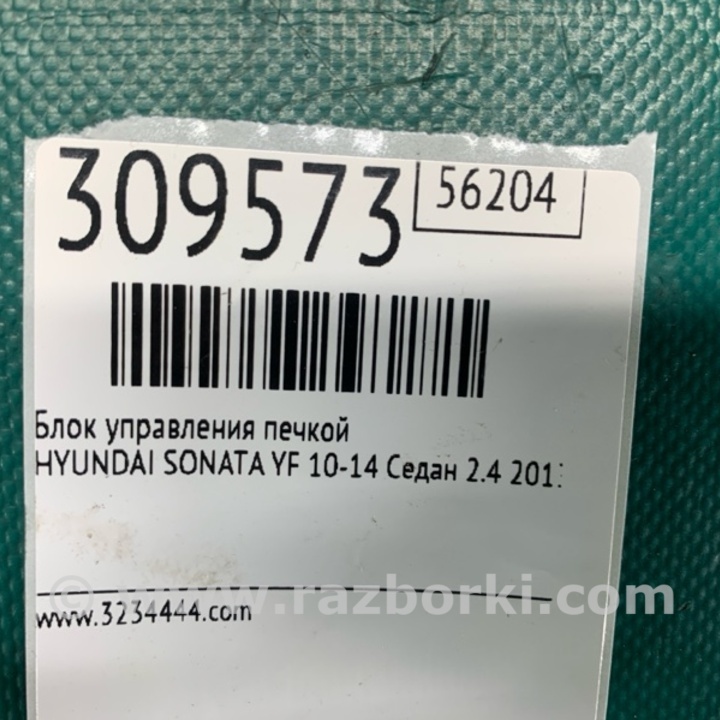 309573
56204
Блок управления печкой
HYUNDAI SONATA YF 10-14 Седан 2.4
www.3234444.com
© www.razborki.com